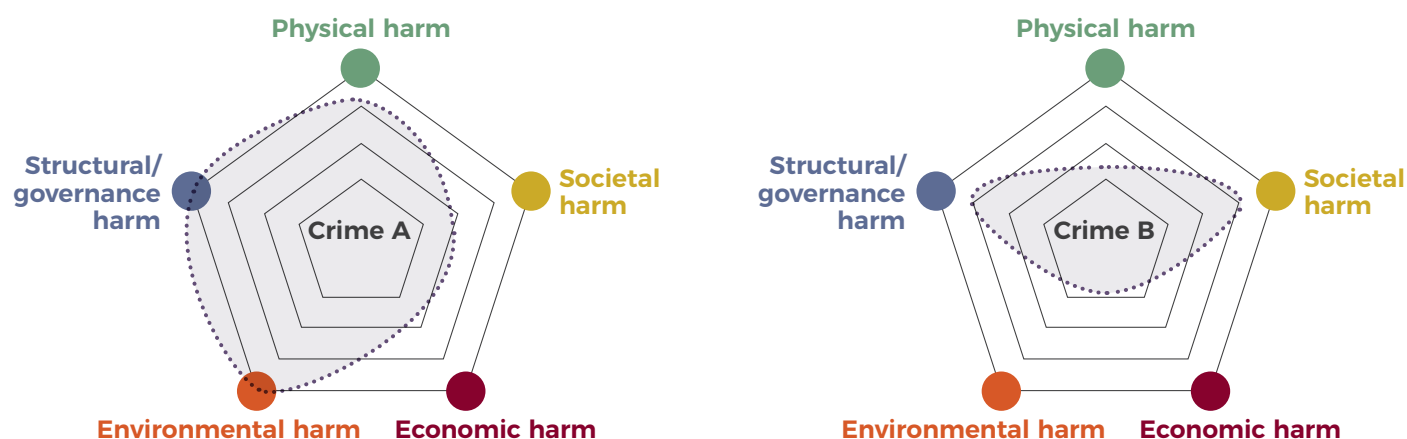 Physical harm
Structural/
governance
harm
Societal
harm
Crime A
Environmental harm
Economic harm
Physical harm
Structural/
governance
harm
Societal
harm
Crime B
Environmental harm
Economic harm